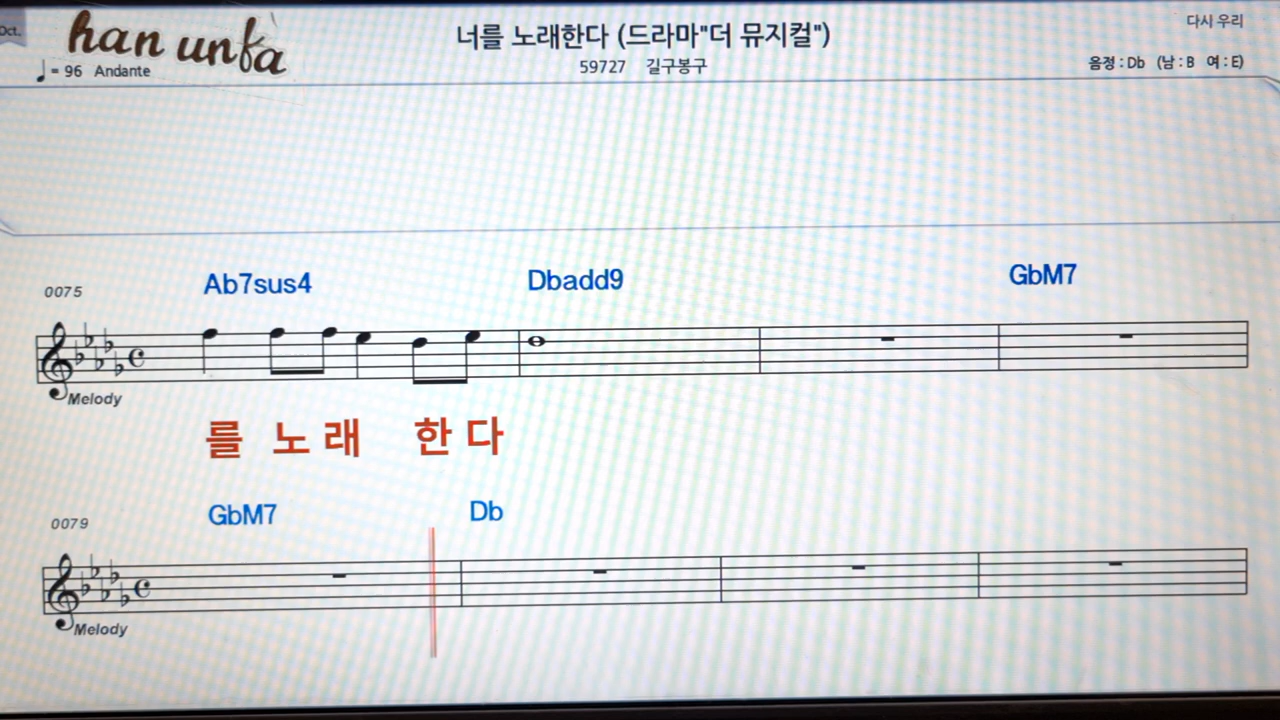 Oct.
han unfa
너를 노래한다 (드라마"더 뮤지컬")
다시 우리
♩= 96 Andante
59727 길구봉구
음정 : Db (남 : B 여 : E)
Ab7sus4 Dbadd9 GbM7
0075
Melody
를 노 래 한 다
GbM7 Db
0079
Melody